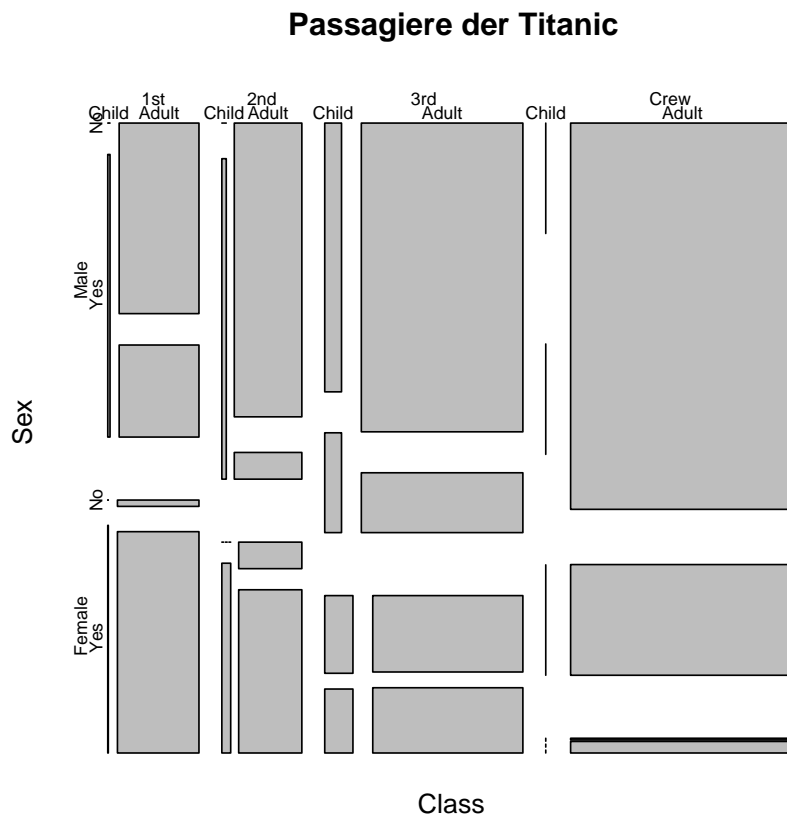 Passagiere der Titanic
1st 2nd 3rd Crew
Child Adult Child Adult Child Adult Child Adult
No
Male
Yes
Sex
No
Female
Yes
Class